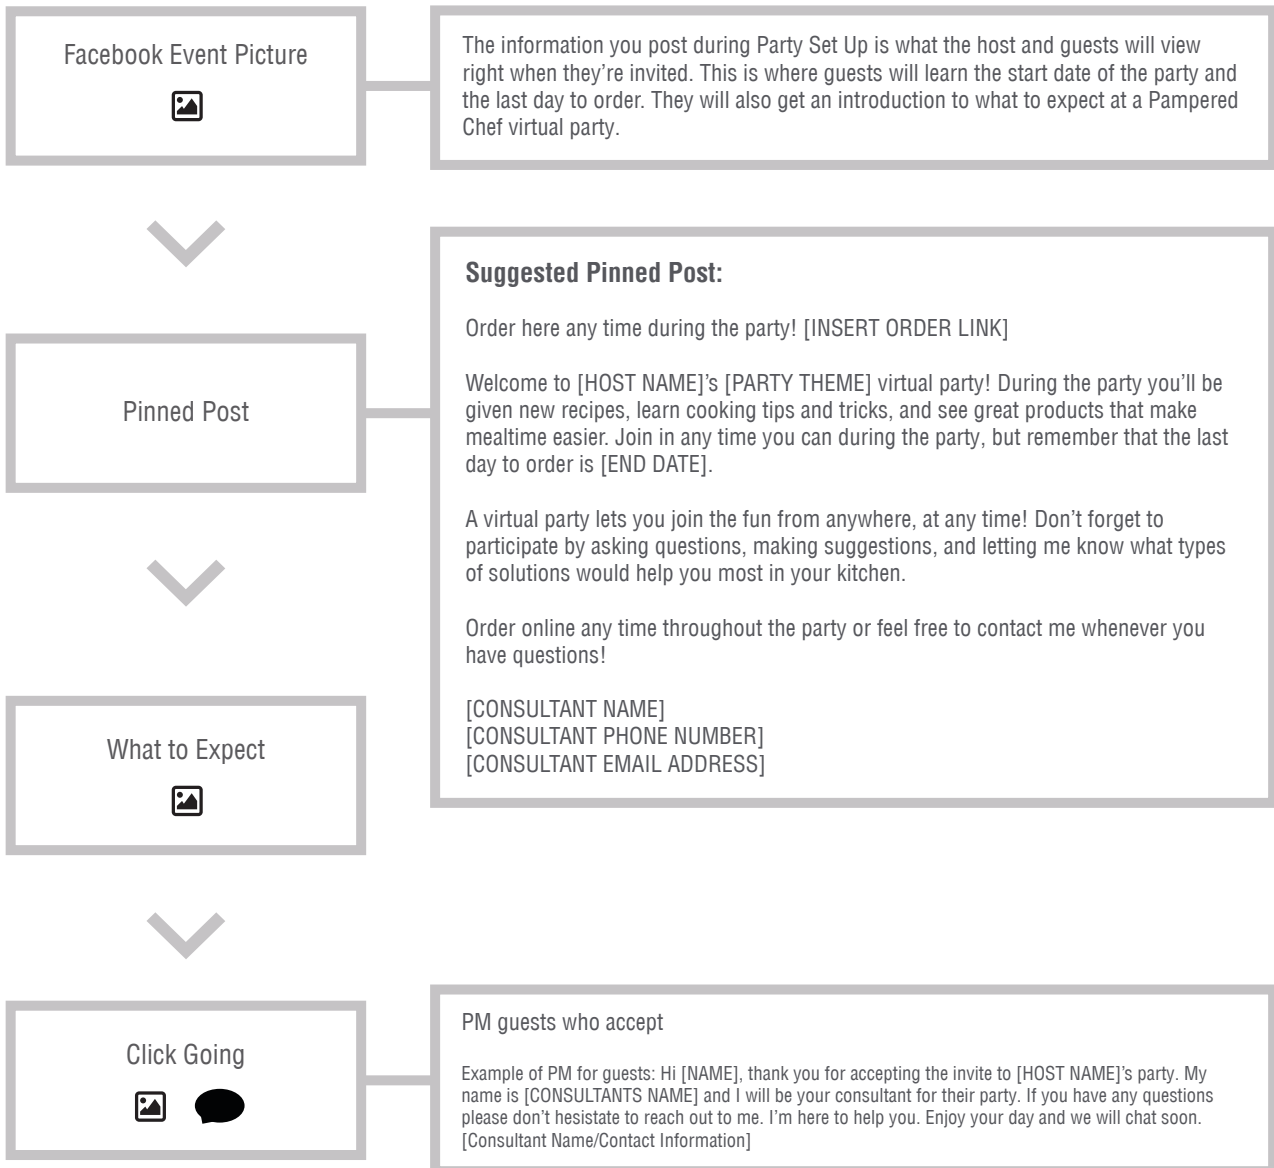 Facebook Event Picture
The information you post during Party Set Up is what the host and guests will view
right when they're invited. This is where guests will learn the start date of the party and
the last day to order. They will also get an introduction to what to expect at a Pampered
Chef virtual party.
Pinned Post
Suggested Pinned Post:
Order here any time during the party! [INSERT ORDER LINK]
Welcome to [HOST NAME]'s [PARTY THEME] virtual party! During the party you'll be
given new recipes, learn cooking tips and tricks, and see great products that make
mealtime easier. Join in any time you can during the party, but remember that the last
day to order is [END DATE].
A virtual party lets you join the fun from anywhere, at any time! Don't forget to
participate by asking questions, making suggestions, and letting me know what types
of solutions would help you most in your kitchen.
Order online any time throughout the party or feel free to contact me whenever you
have questions!
[CONSULTANT NAME]
[CONSULTANT PHONE NUMBER]
[CONSULTANT EMAIL ADDRESS]
What to Expect
Click Going
PM guests who accept
Example of PM for guests: Hi [NAME], thank you for accepting the invite to [HOST NAME]'s party. My
name is [CONSULTANTS NAME] and I will be your consultant for their party. If you have any questions
please don't hesistate to reach out to me. I'm here to help you. Enjoy your day and we will chat soon.
[Consultant Name/Contact Information]